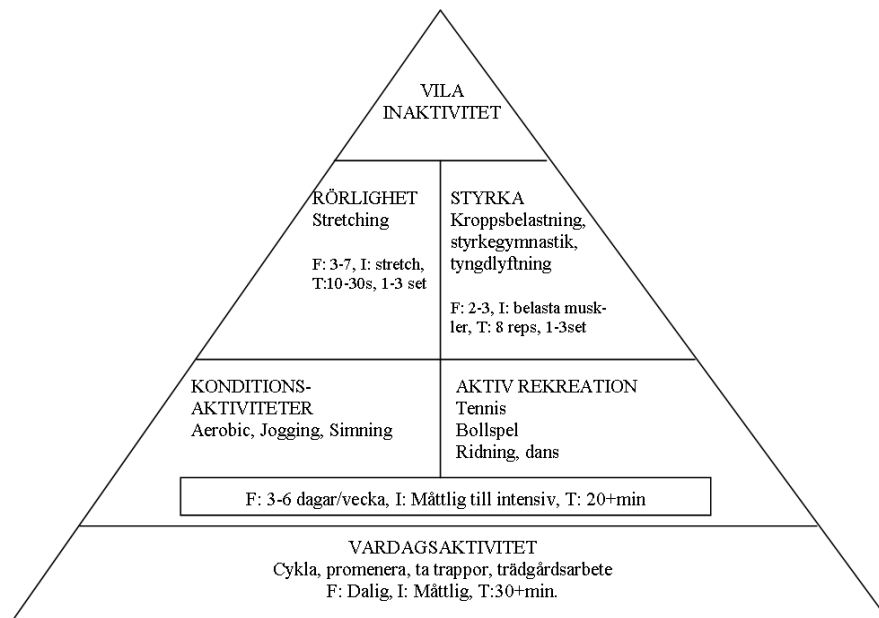 VILA
INAKTIVITET
RÖRLIGHET
Stretching
F: 3-7, I: stretch,
T:10-30s, 1-3 set
STYRKA
Kroppsbelastning,
styrkegymnastik,
tyngdlyftning
F: 2-3, I: belasta musk-
ler, T: 8 reps, 1-3set
KONDITIONS-
AKTIVITETER
Aerobic, Jogging, Simning
AKTIV REKREATION
Tennis
Bollspel
Ridning, dans
F: 3-6 dagar/vecka, I: Måttlig till intensiv, T: 20+min
VARDAGSAKTIVITET
Cykla, promenera, ta trappor, trädgårdsarbete
F: Dalig, I: Måttlig, T:30+min.